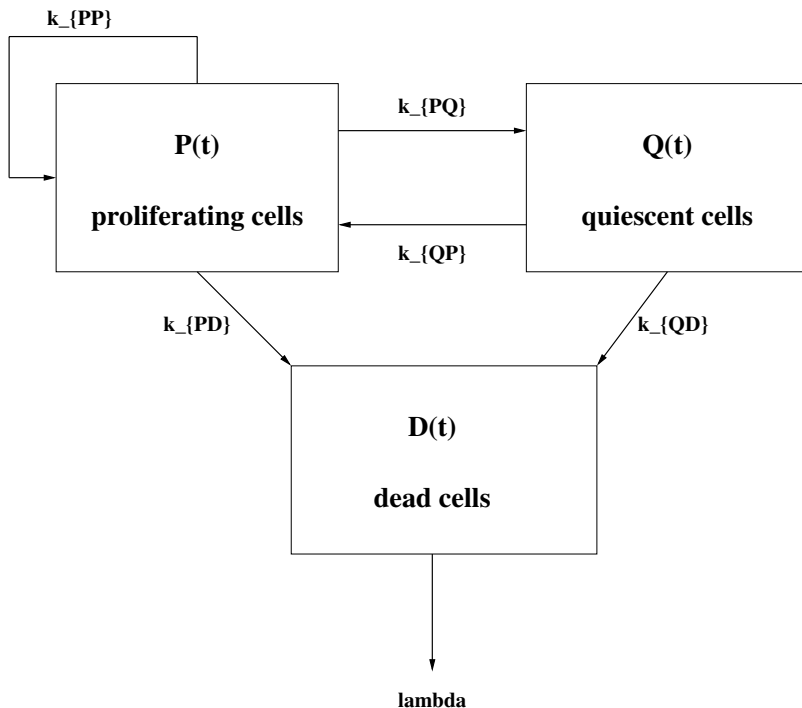 k_{PP}
k_{PQ}
P(t)
Q(t)
proliferating cells
quiescent cells
k_{QP}
k_{PD}
k_{QD}
D(t)
dead cells
lambda